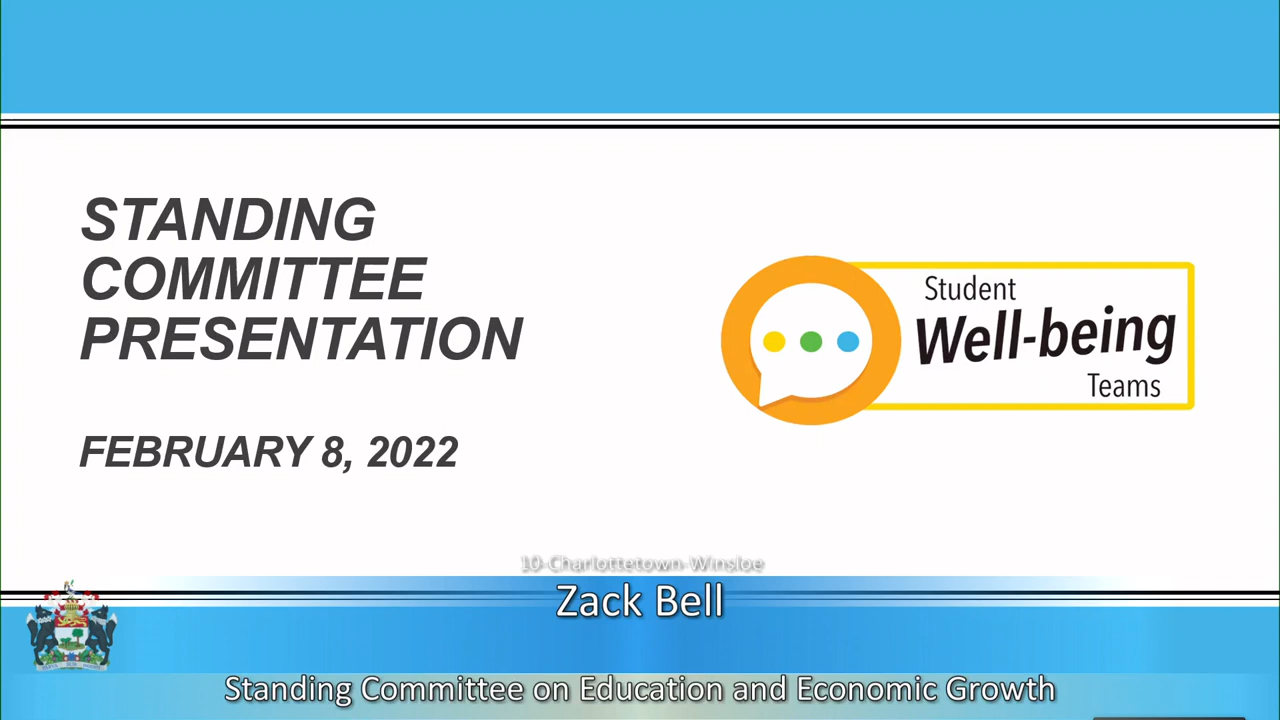 STANDING
COMMITTEE
PRESENTATION
FEBRUARY 8, 2022
Student
Well-being
Teams
10-Charlottetown-Winsloe
Zack Bell
Standing Committee on Education and Economic Growth